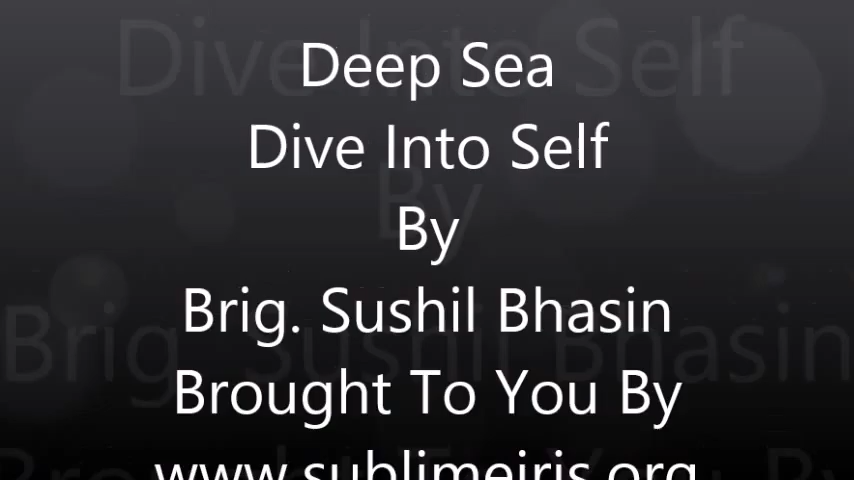 Deep Sea
Dive Into Self
By
Brig. Sushil Bhasin
Brought To You By
www.sublimeiris.org